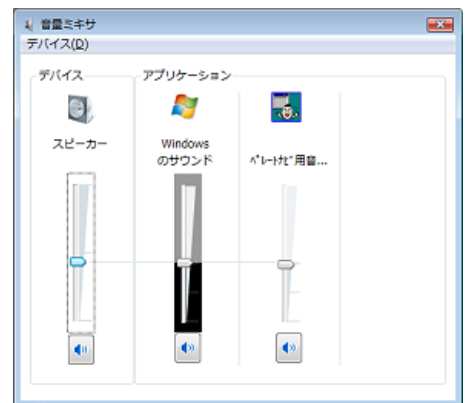 音量ミキサ
デバイス(D)
デバイス
アプリケーション
スピーカー
Windows
のサウンド
ﾍﾟﾚｰﾄﾅﾋﾞ用音...